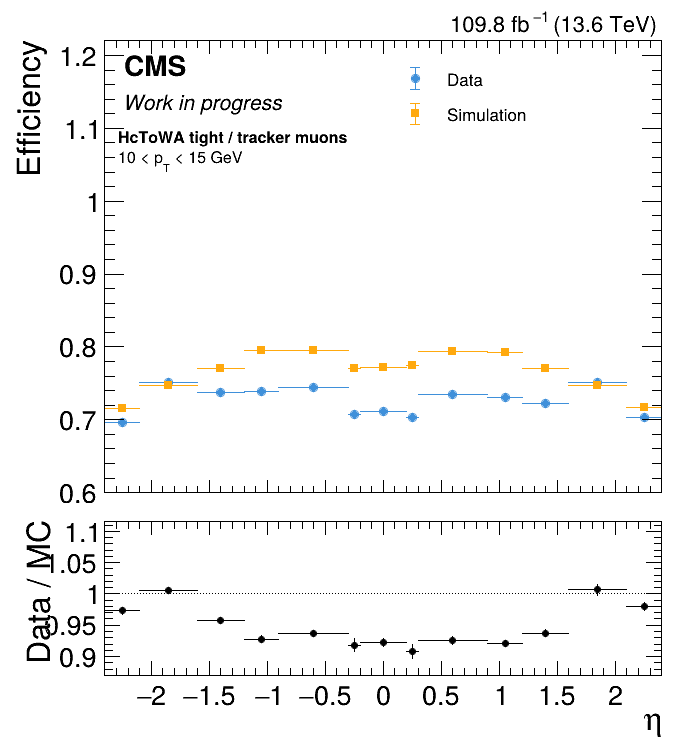 109.8 fb⁻¹ (13.6 TeV)
Efficiency
CMS
Work in progress
HcToWA tight / tracker muons
10 < p_T < 15 GeV
Data
Simulation
1.2
1.1
1
0.9
0.8
0.7
0.6
Data / MC
1.1
1.05
1
0.95
0.9
−2 −1.5 −1 −0.5 0 0.5 1 1.5 2
η